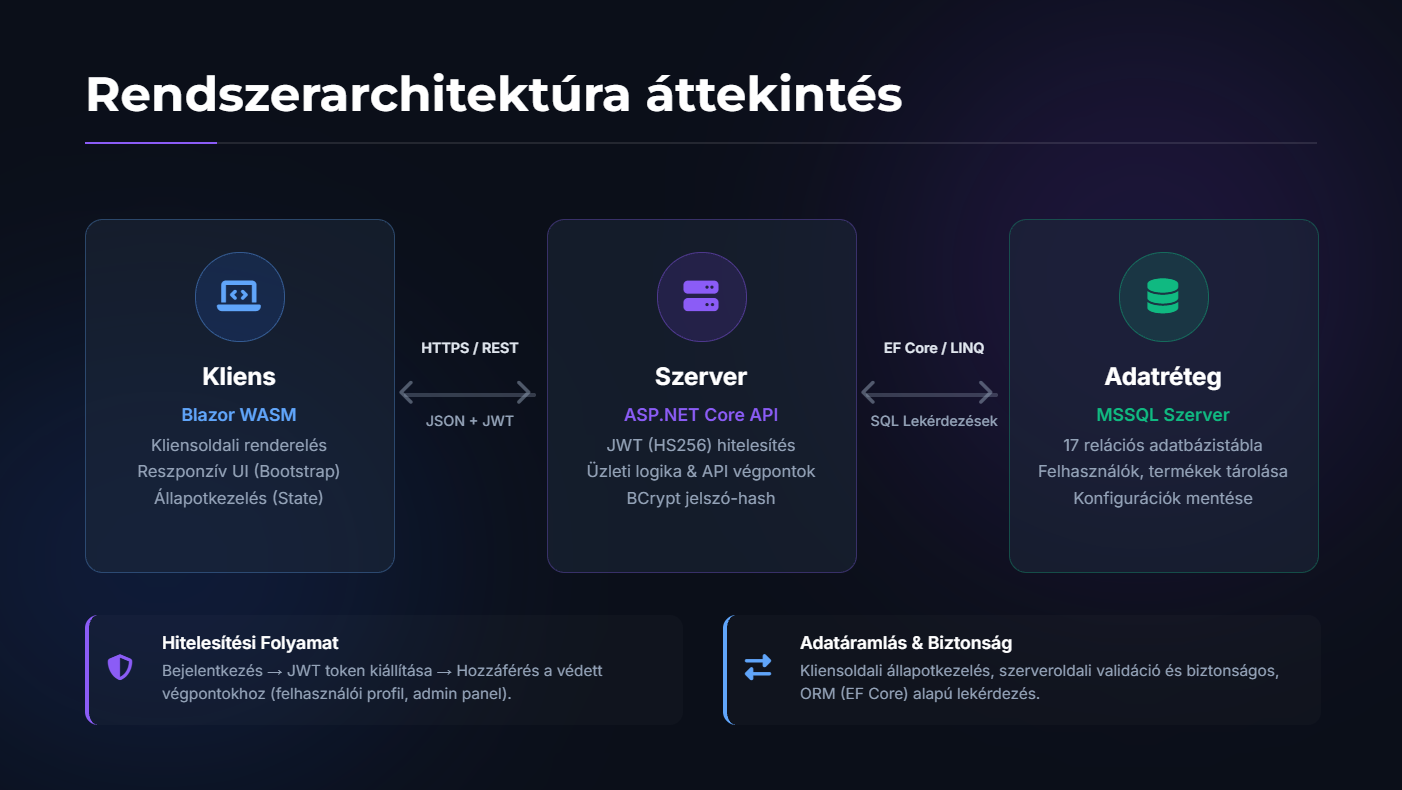 Rendszerarchitektúra áttekintés
Kliens
Blazor WASM
Kliensoldali renderelés
Reszponzív UI (Bootstrap)
Állapotkezelés (State)
HTTPS / REST
JSON + JWT
Szerver
ASP.NET Core API
JWT (HS256) hitelesítés
Üzleti logika & API végpontok
BCrypt jelszó-hash
EF Core / LINQ
SQL Lekérdezések
Adatréteg
MSSQL Szerver
17 relációs adatbázistábla
Felhasználók, termékek tárolása
Konfigurációk mentése
Hitelesítési Folyamat
Bejelentkezés → JWT token kiállítása → Hozzáférés a védett
végpontokhoz (felhasználói profil, admin panel).
Adatáramlás & Biztonság
Kliensoldali állapotkezelés, szerveroldali validáció és biztonságos,
ORM (EF Core) alapú lekérdezés.